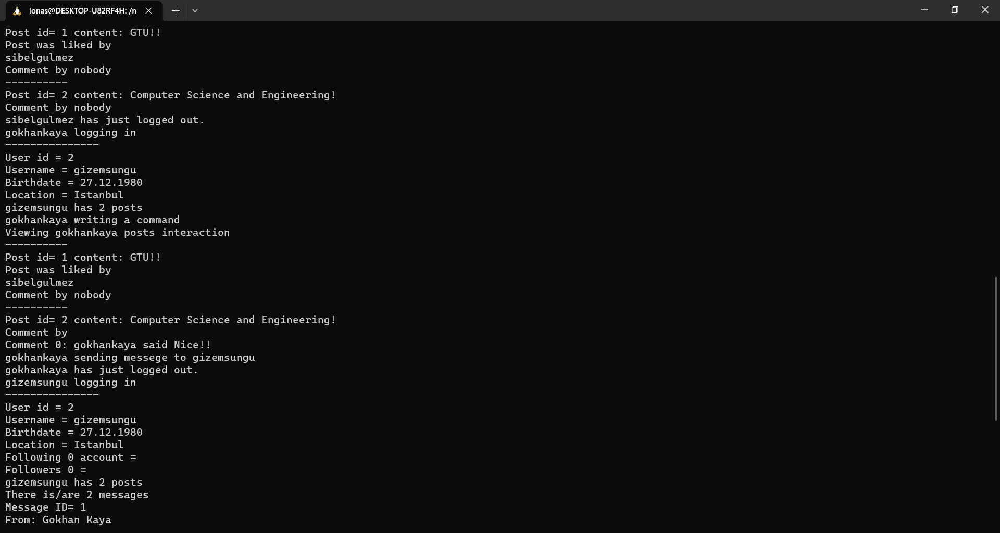 ionas@DESKTOP-U82RF4H: /n
Post id= 1 content: GTU!!
Post was liked by
sibelgulmez
Comment by nobody
----------
Post id= 2 content: Computer Science and Engineering!
Comment by nobody
sibelgulmez has just logged out.
gokhankaya logging in
---------------
User id = 2
Username = gizemsungu
Birthdate = 27.12.1980
Location = Istanbul
gizemsungu has 2 posts
gokhankaya writing a command
Viewing gokhankaya posts interaction
----------
Post id= 1 content: GTU!!
Post was liked by
sibelgulmez
Comment by nobody
----------
Post id= 2 content: Computer Science and Engineering!
Comment by
Comment 0: gokhankaya said Nice!!
gokhankaya sending messege to gizemsungu
gokhankaya has just logged out.
gizemsungu logging in
---------------
User id = 2
Username = gizemsungu
Birthdate = 27.12.1980
Location = Istanbul
Following 0 account =
Followers 0 =
gizemsungu has 2 posts
There is/are 2 messages
Message ID= 1
From: Gokhan Kaya